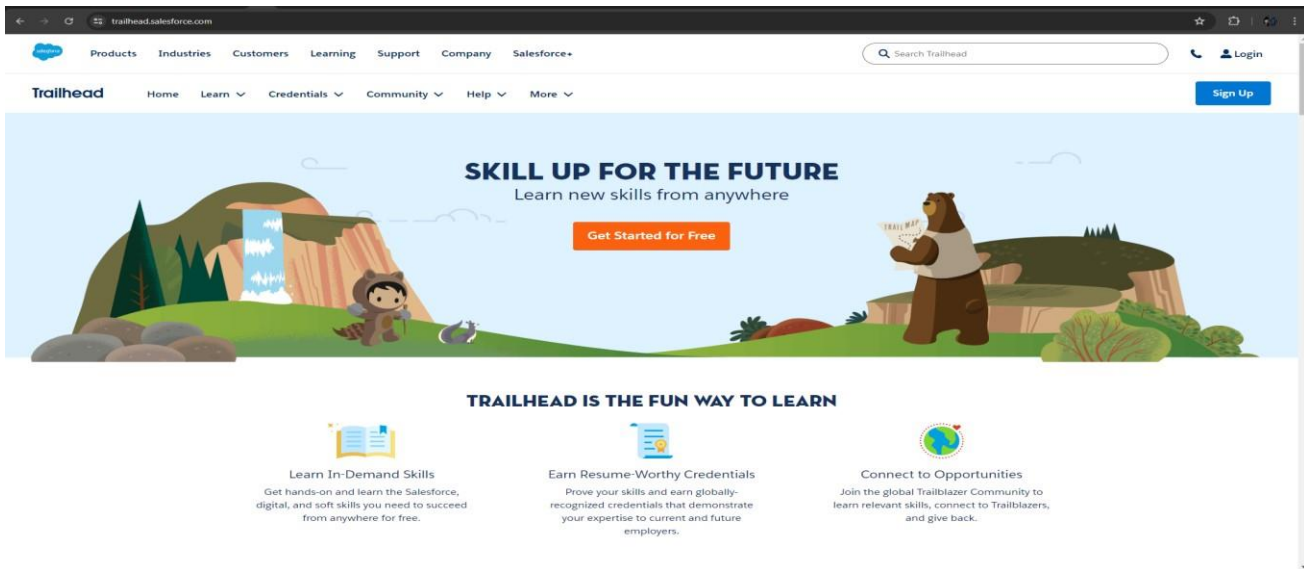 trailhead.salesforce.com
salesforce
Products Industries Customers Learning Support Company Salesforce+
Search Trailhead
Login
Trailhead
Home Learn Credentials Community Help More
Sign Up
SKILL UP FOR THE FUTURE
Learn new skills from anywhere
Get Started for Free
TRAIL MAP
TRAILHEAD IS THE FUN WAY TO LEARN
Learn In-Demand Skills
Get hands-on and learn the Salesforce,
digital, and soft skills you need to succeed
from anywhere for free.
Earn Resume-Worthy Credentials
Prove your skills and earn globally-
recognized credentials that demonstrate
your expertise to current and future
employers.
Connect to Opportunities
Join the global Trailblazer Community to
learn relevant skills, connect to Trailblazers,
and give back.